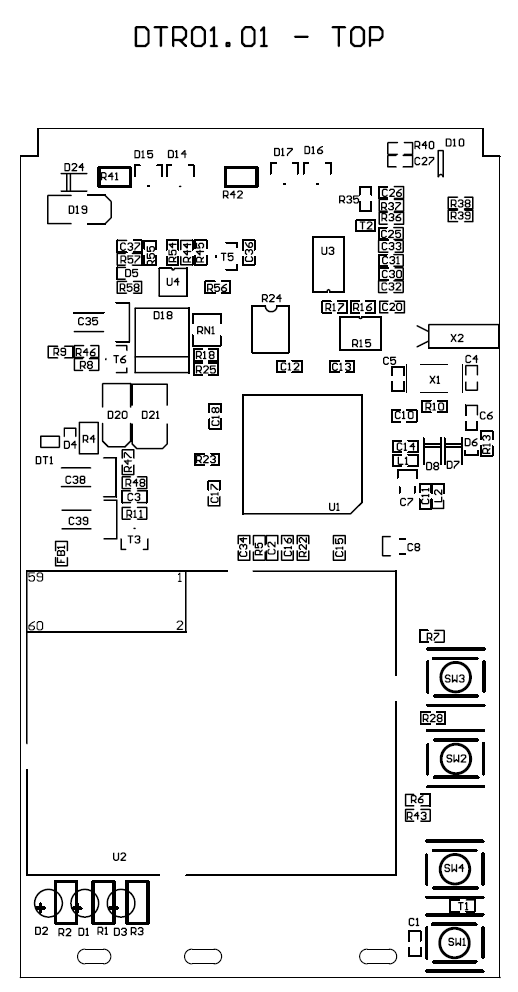 DTR01.01 - TOP
R40
D10
C27
D15 D14
D17 D16
D24
R41
R42
R35
C26
R37
R36
R38
R39
D19
T2
C25
C33
C31
C30
C32
C37
R57
R55
R54
R44
C45
T5
C36
U3
D5
R58
U4
R56
R24
R17 R16 C20
C35
D18
RN1
R15
X2
R9 R46
R8
T6
R18
R25
C12
C13
C5
X1
C4
D20
D21
C18
C10
R10
C6
R4
D4
DT1
R47
R23
C14
L1
D8 D7
D6
R13
C38
R48
C3
C17
U1
C7
C11
L2
C39
R11
T3
FB1
C34
R5
C2
C16
R22
C15
C8
59 1
60 2
R7
SW3
R28
SW2
R6
R43
U2
SW4
T1
C1
SW1
D2 R2 D1 R1 D3 R3